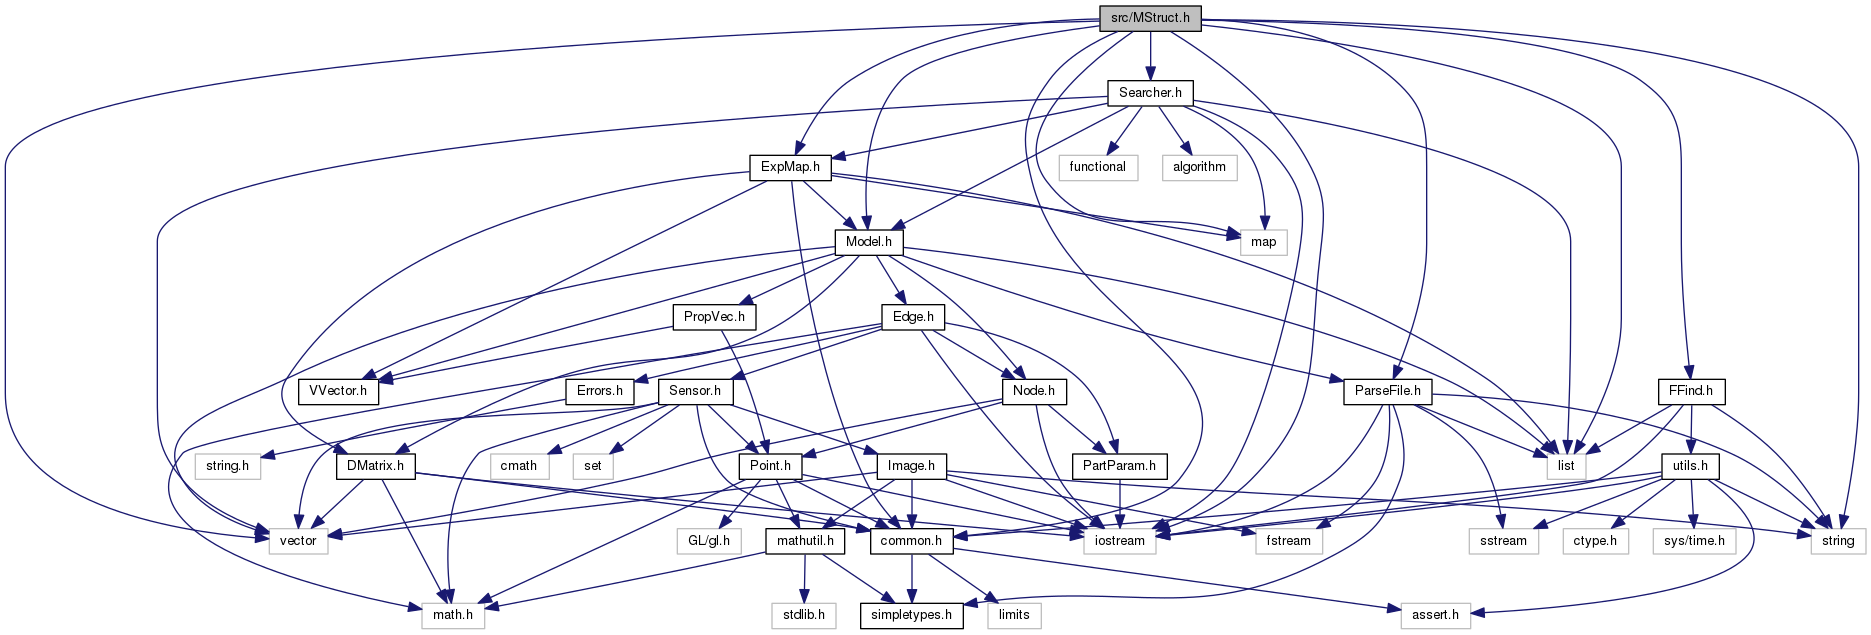 src/MStruct.h
Searcher.h
ExpMap.h
functional
algorithm
Model.h
map
PropVec.h
Edge.h
VVector.h
Errors.h
Sensor.h
Node.h
ParseFile.h
FFind.h
string.h
DMatrix.h
cmath
set
Point.h
Image.h
PartParam.h
list
utils.h
vector
GL/gl.h
mathutil.h
common.h
iostream
fstream
sstream
ctype.h
sys/time.h
string
math.h
stdlib.h
simpletypes.h
limits
assert.h